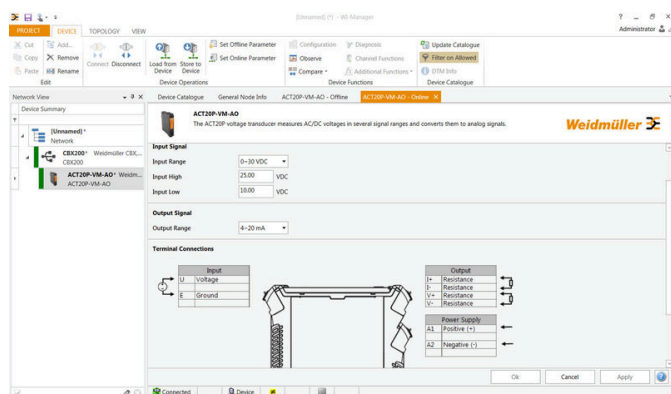 [Unnamed] (*) - WI-Manager
PROJECT DEVICE TOPOLOGY VIEW
Administrator
Cut Add... Set Offline Parameter Configuration Diagnosis Update Catalogue
Copy Remove Connect Disconnect Load from Device Store to Device Set Online Parameter Observe Channel Functions Filter on Allowed
Paste Rename Compare Additional Functions DTM Info
Edit Device Operations Device Functions Device Catalogue
Network View
Device Catalogue General Node Info ACT20P-VM-AO - Offline ACT20P-VM-AO - Online
Device Summary
[Unnamed] *
Network
CBX200* Weidmüller CBX...
CBX200
ACT20P-VM-AO* Weidm...
ACT20P-VM-AO
ACT20P-VM-AO
The ACT20P voltage transducer measures AC/DC voltages in several signal ranges and converts them to analog signals.
Weidmüller
Input Signal
Input Range 0~30 VDC
Input High 25.00 VDC
Input Low 10.00 VDC
Output Signal
Output Range 4~20 mA
Terminal Connections
Input
U Voltage
E Ground
Output
I+ Resistance
I- Resistance
V+ Resistance
V- Resistance
Power Supply
A1 Positive (+)
A2 Negative (-)
Ok Cancel Apply
Connected Device